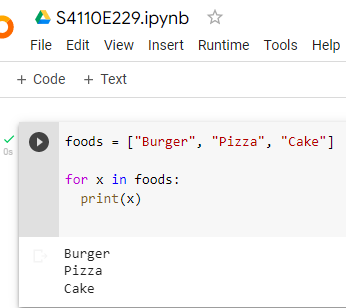 S4110E229.ipynb
File Edit View Insert Runtime Tools Help
+ Code + Text
0s
foods = ["Burger", "Pizza", "Cake"]
for x in foods:
  print(x)
Burger
Pizza
Cake